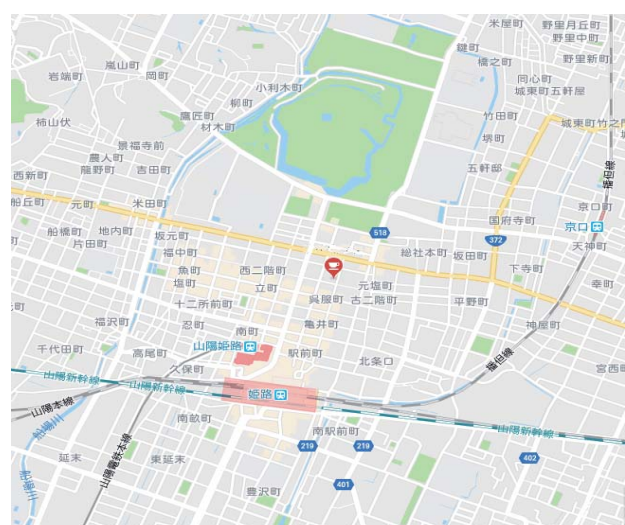 米屋町
野里月丘町
野里中町
鍵町
嵐山町
橋之町
野里新町
岩端町
岡町
小利木町
同心町
城東町五軒屋
柳町
鷹匠町
竹田町
柿山伏
材木町
城東町竹之門
堺町
播但線
景福寺前
農人町
龍野町
吉田町
五軒邸
西新町
船丘町
元町
米田町
京口町
国府寺町
京口
船橋町
地内町
坂元町
518
372
片田町
福中町
総社本町
坂田町
天神町
魚町
西二階町
下寺町
塩町
立町
元塩町
幸町
十二所前町
呉服町
古二階町
平野町
福沢町
忍町
南町
亀井町
神屋町
山陽姫路
千代田町
高尾町
駅前町
北条口
播但線
宮西町
久保町
山陽新幹線
山陽新幹線
姫路
山陽本線
南畝町
南駅前町
山陽新幹線
山陽電鉄本線
219
219
延末
東延末
402
豊沢町
401